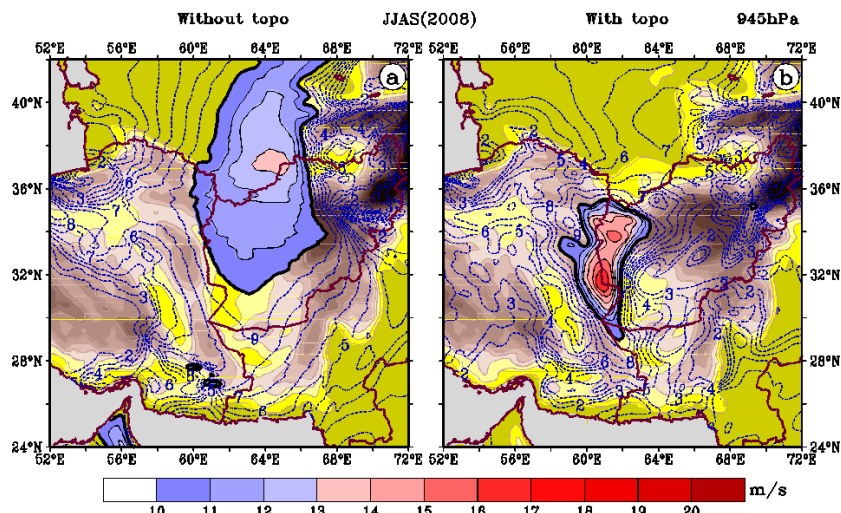 Without topo JJAS(2008) With topo 945hPa
52°E 56°E 60°E 64°E 68°E 72°E 52°E 56°E 60°E 64°E 68°E 72°E
a b
40°N 40°N
36°N 36°N
32°N 32°N
28°N 28°N
24°N 24°N
52°E 56°E 60°E 64°E 68°E 72°E 52°E 56°E 60°E 64°E 68°E 72°E
m/s
10 11 12 13 14 15 16 17 18 19 20